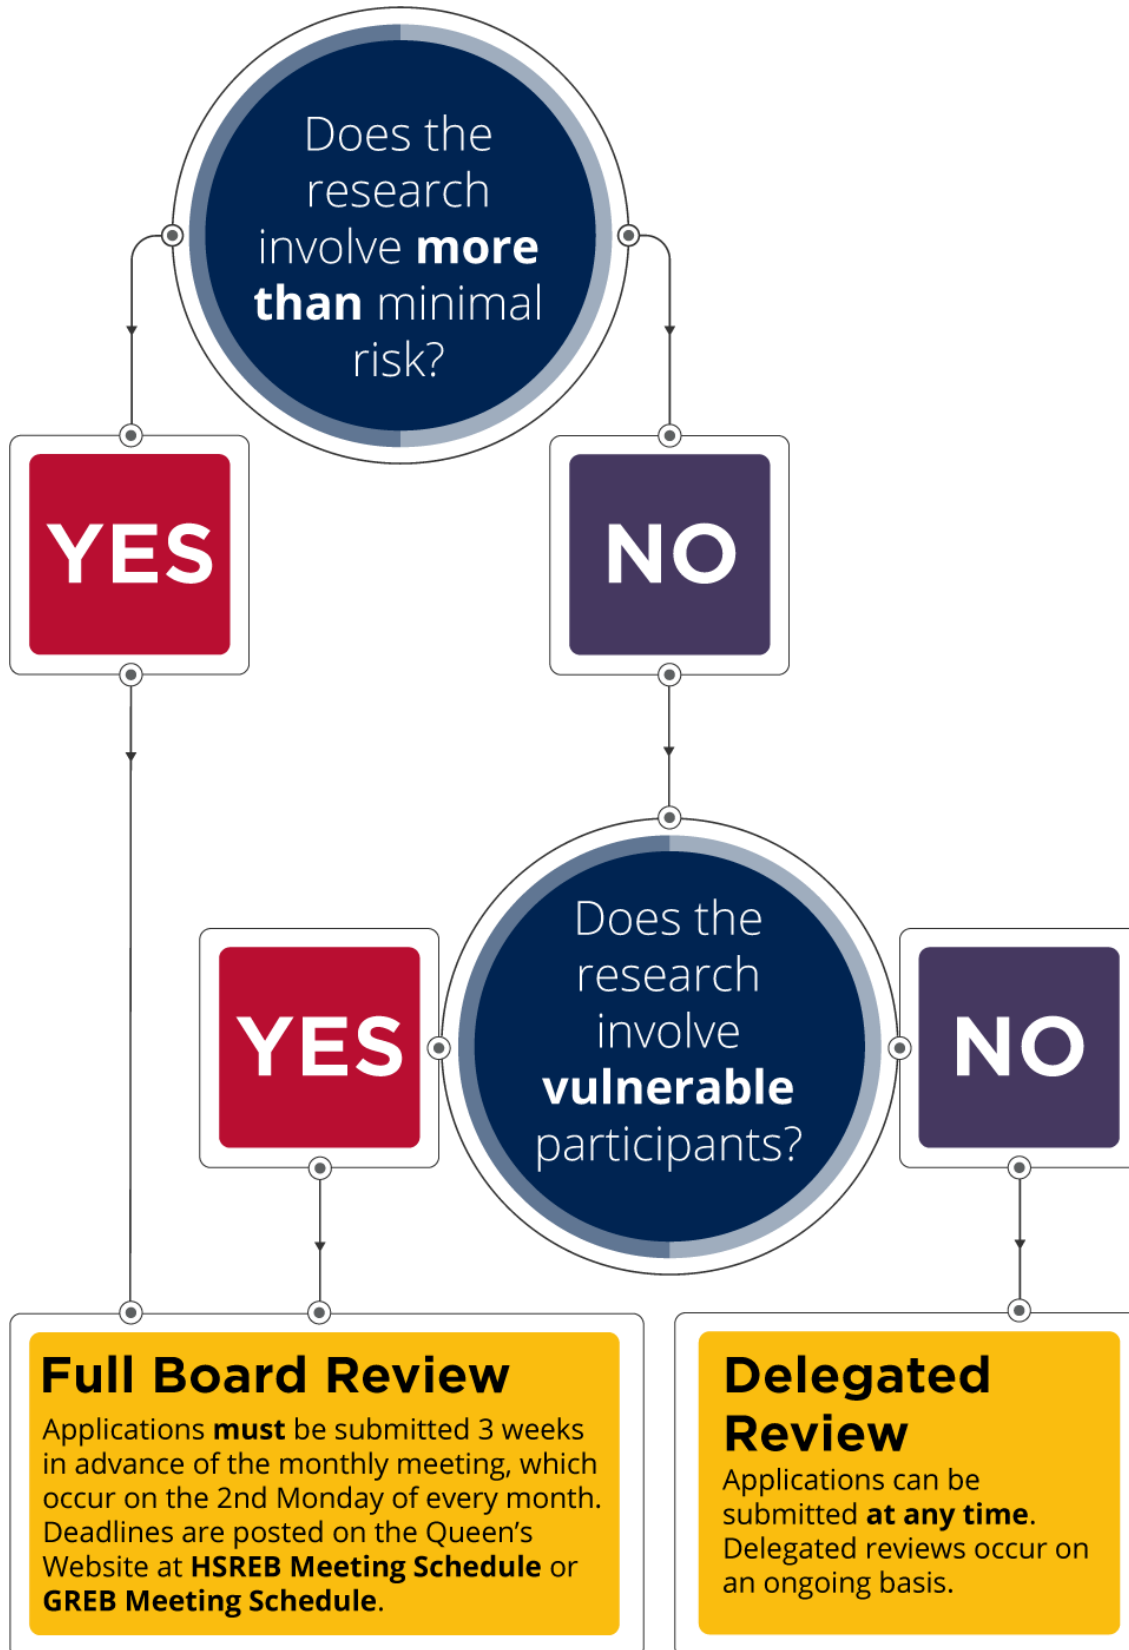 Does the
research
involve more
than minimal
risk?
YES
NO
Does the
research
involve
vulnerable
participants?
YES
NO
Full Board Review
Applications must be submitted 3 weeks
in advance of the monthly meeting, which
occur on the 2nd Monday of every month.
Deadlines are posted on the Queen’s
Website at HSREB Meeting Schedule or
GREB Meeting Schedule.
Delegated
Review
Applications can be
submitted at any time.
Delegated reviews occur on
an ongoing basis.